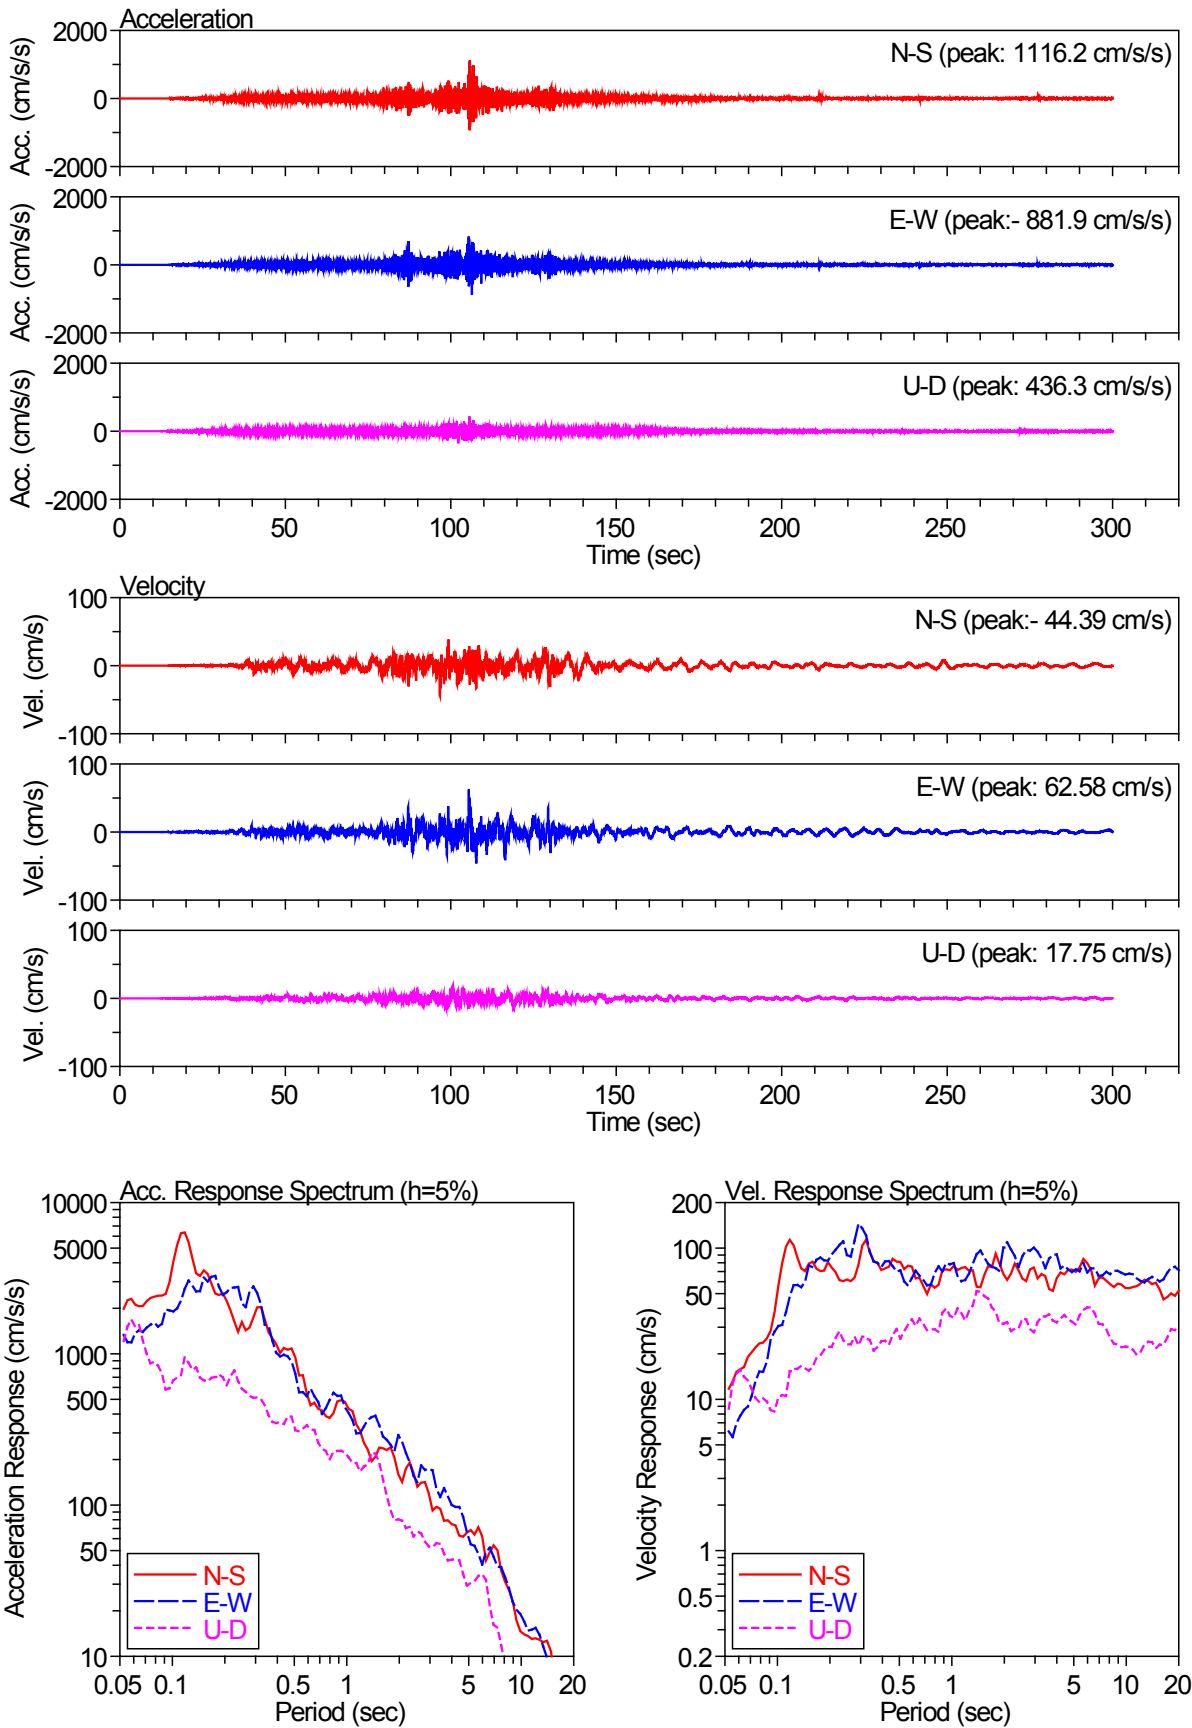 Acceleration
2000
0
-2000
Acc. (cm/s/s)
N-S (peak: 1116.2 cm/s/s)
2000
0
-2000
Acc. (cm/s/s)
E-W (peak:- 881.9 cm/s/s)
2000
0
-2000
Acc. (cm/s/s)
U-D (peak: 436.3 cm/s/s)
0 50 100 150 200 250 300
Time (sec)
Velocity
100
0
-100
Vel. (cm/s)
N-S (peak:- 44.39 cm/s)
100
0
-100
Vel. (cm/s)
E-W (peak: 62.58 cm/s)
100
0
-100
Vel. (cm/s)
U-D (peak: 17.75 cm/s)
0 50 100 150 200 250 300
Time (sec)
Acc. Response Spectrum (h=5%)
10000
5000
1000
500
100
50
10
Acceleration Response (cm/s/s)
N-S
E-W
U-D
0.05 0.1 1 5 10 20
Period (sec)
Vel. Response Spectrum (h=5%)
200
100
50
10
5
1
0.5
0.2
Velocity Response (cm/s)
N-S
E-W
U-D
0.05 0.1 1 5 10 20
Period (sec)